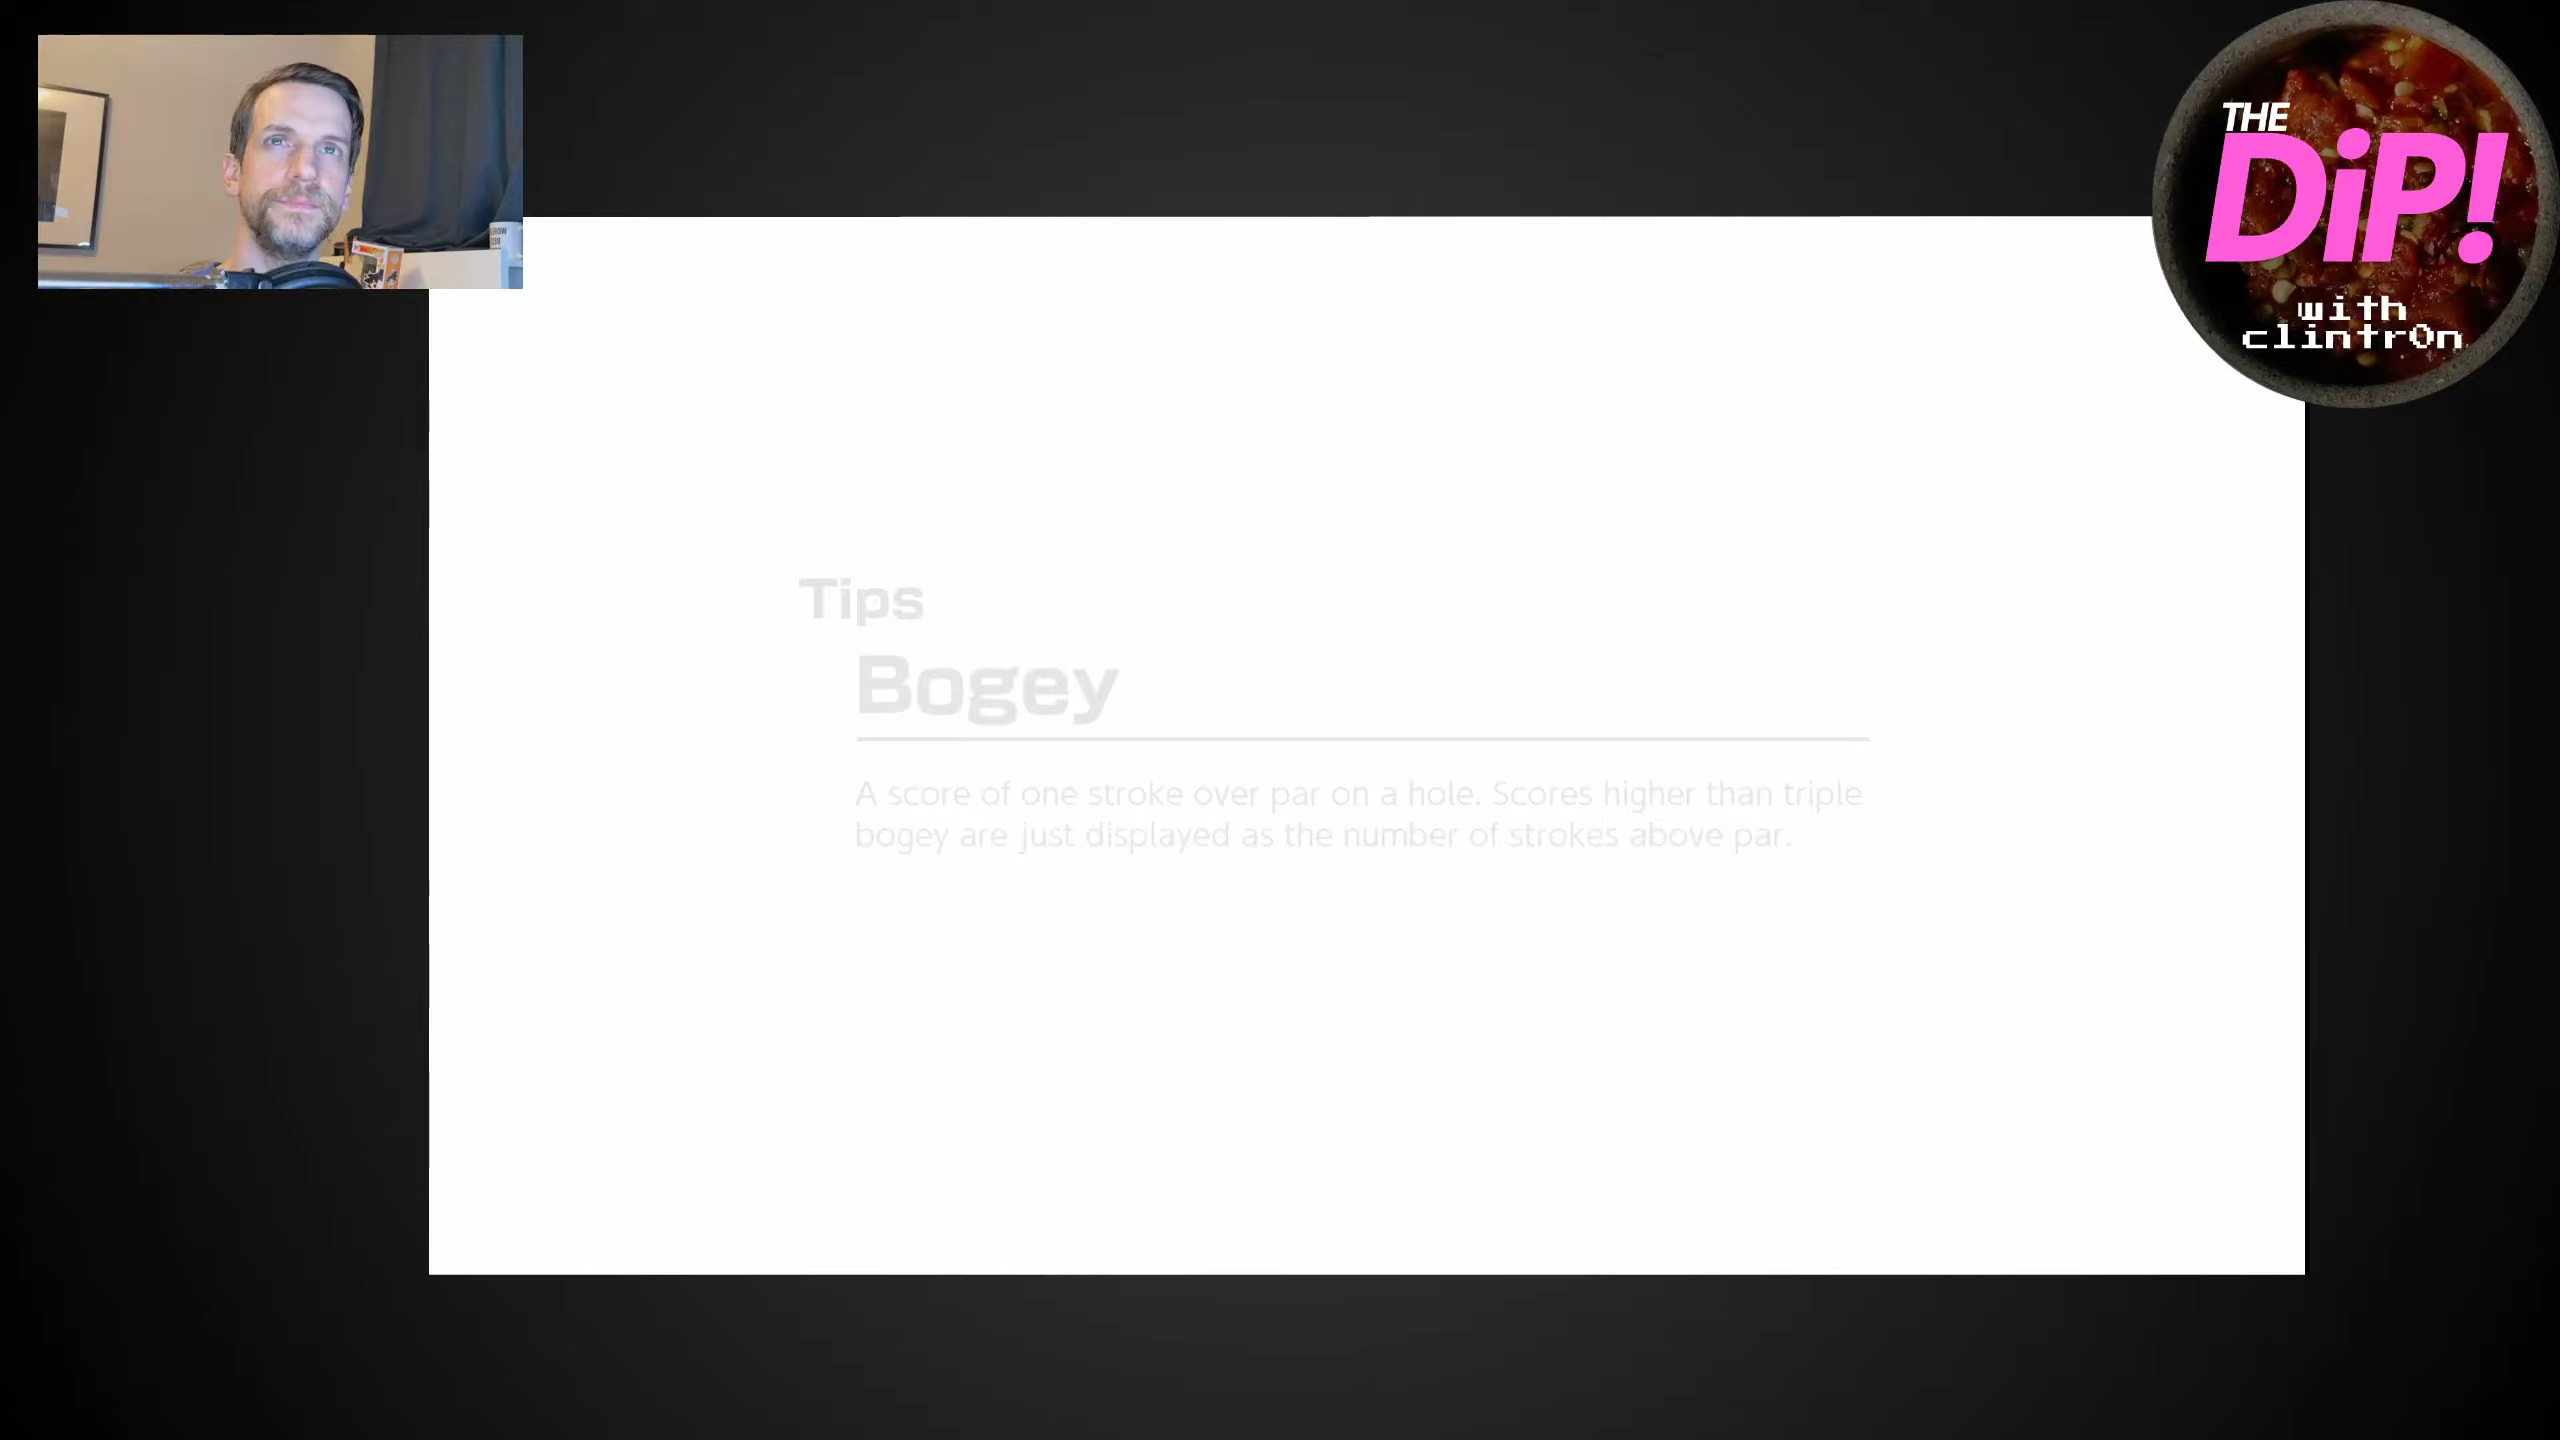 THE
DiP!
with
clintr0n
Tips
Bogey
A score of one stroke over par on a hole. Scores higher than triple
bogey are just displayed as the number of strokes above par.